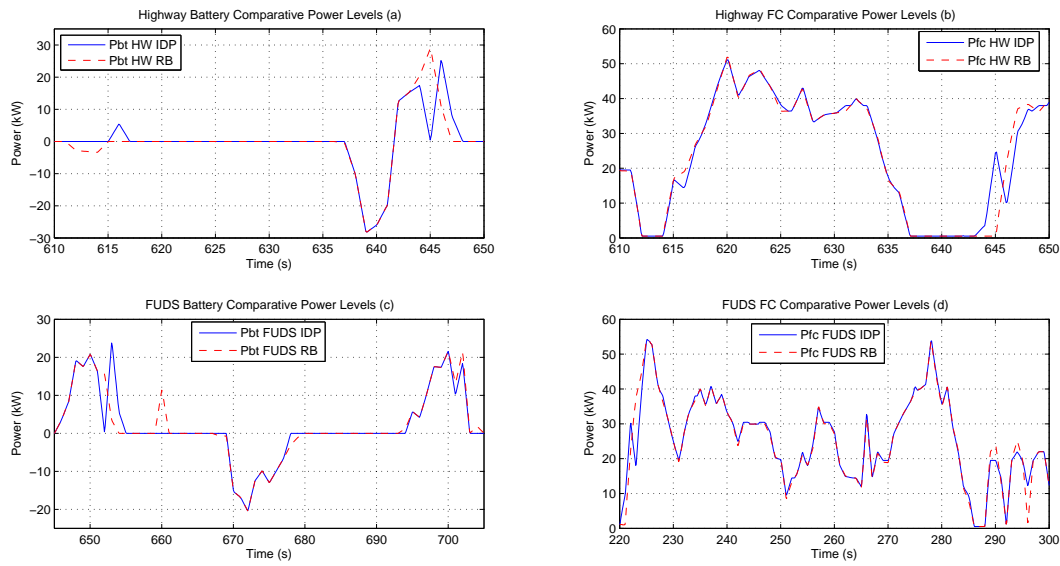 Highway Battery Comparative Power Levels (a)
Power (kW)
30
20
10
0
−10
−20
−30
Pbt HW IDP
Pbt HW RB
610 615 620 625 630 635 640 645 650
Time (s)
Highway FC Comparative Power Levels (b)
Power (kW)
60
40
20
0
Pfc HW IDP
Pfc HW RB
610 615 620 625 630 635 640 645 650
Time (s)
FUDS Battery Comparative Power Levels (c)
Power (kW)
30
20
10
0
−10
−20
Pbt FUDS IDP
Pbt FUDS RB
650 660 670 680 690 700
Time (s)
FUDS FC Comparative Power Levels (d)
Power (kW)
60
50
40
30
20
10
0
Pfc FUDS IDP
Pfc FUDS RB
220 230 240 250 260 270 280 290 300
Time (s)